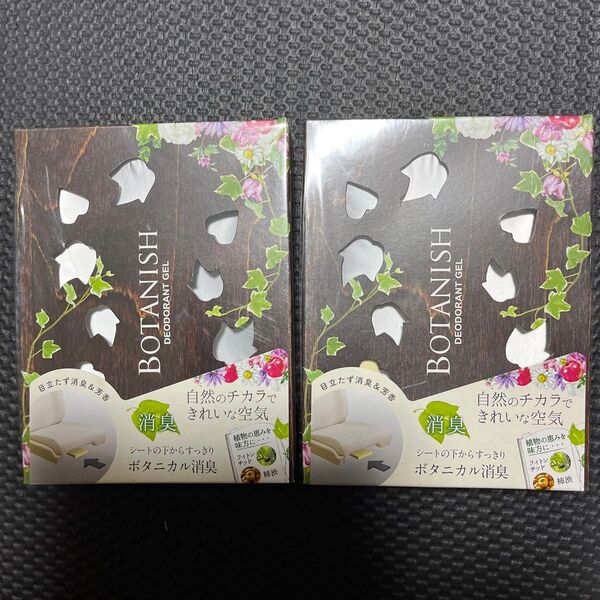 BOTANISH
DEODORANT GEL
目立たず消臭&芳香
消臭
自然のチカラで
きれいな空気
シートの下からすっきり
ボタニカル消臭
植物の恵みを
味方に・・・
フィトン
チッド
柿渋
BOTANISH
DEODORANT GEL
目立たず消臭&芳香
消臭
自然のチカラで
きれいな空気
シートの下からすっきり
ボタニカル消臭
植物の恵みを
味方に・・・
フィトン
チッド
柿渋